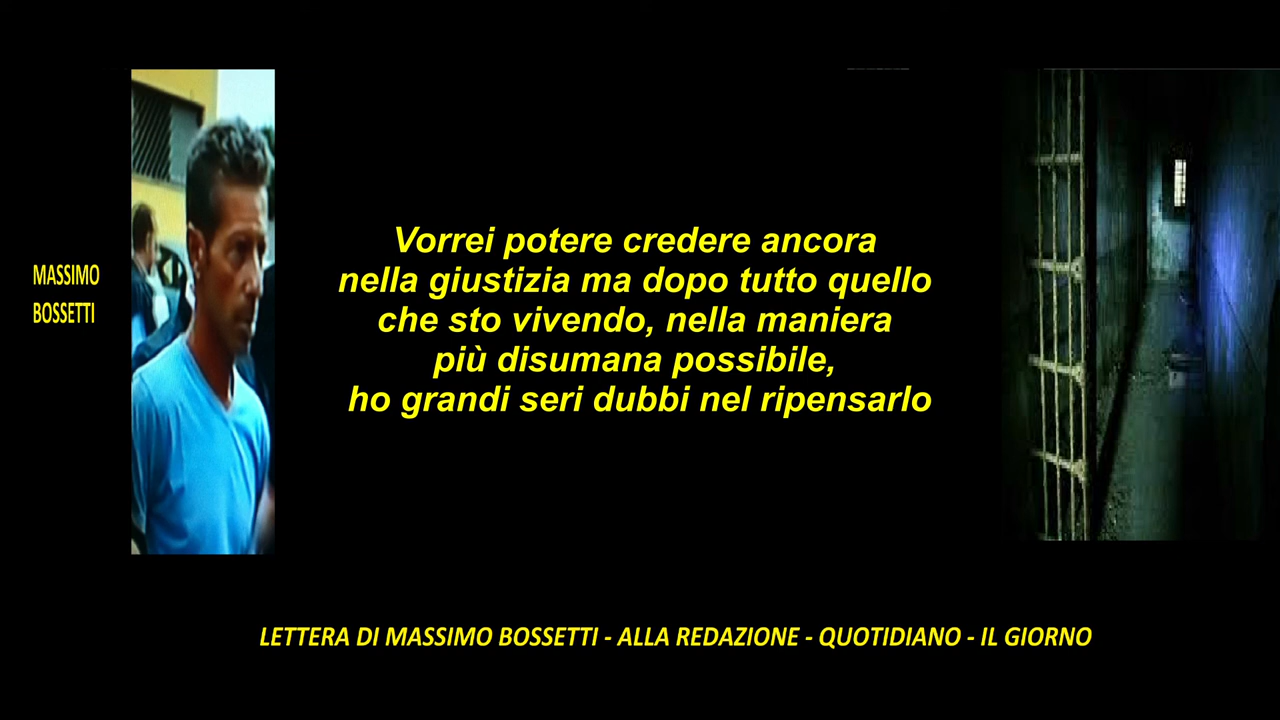 MASSIMO
BOSSETTI
Vorrei potere credere ancora
nella giustizia ma dopo tutto quello
che sto vivendo, nella maniera
più disumana possibile,
ho grandi seri dubbi nel ripensarlo
LETTERA DI MASSIMO BOSSETTI - ALLA REDAZIONE - QUOTIDIANO - IL GIORNO